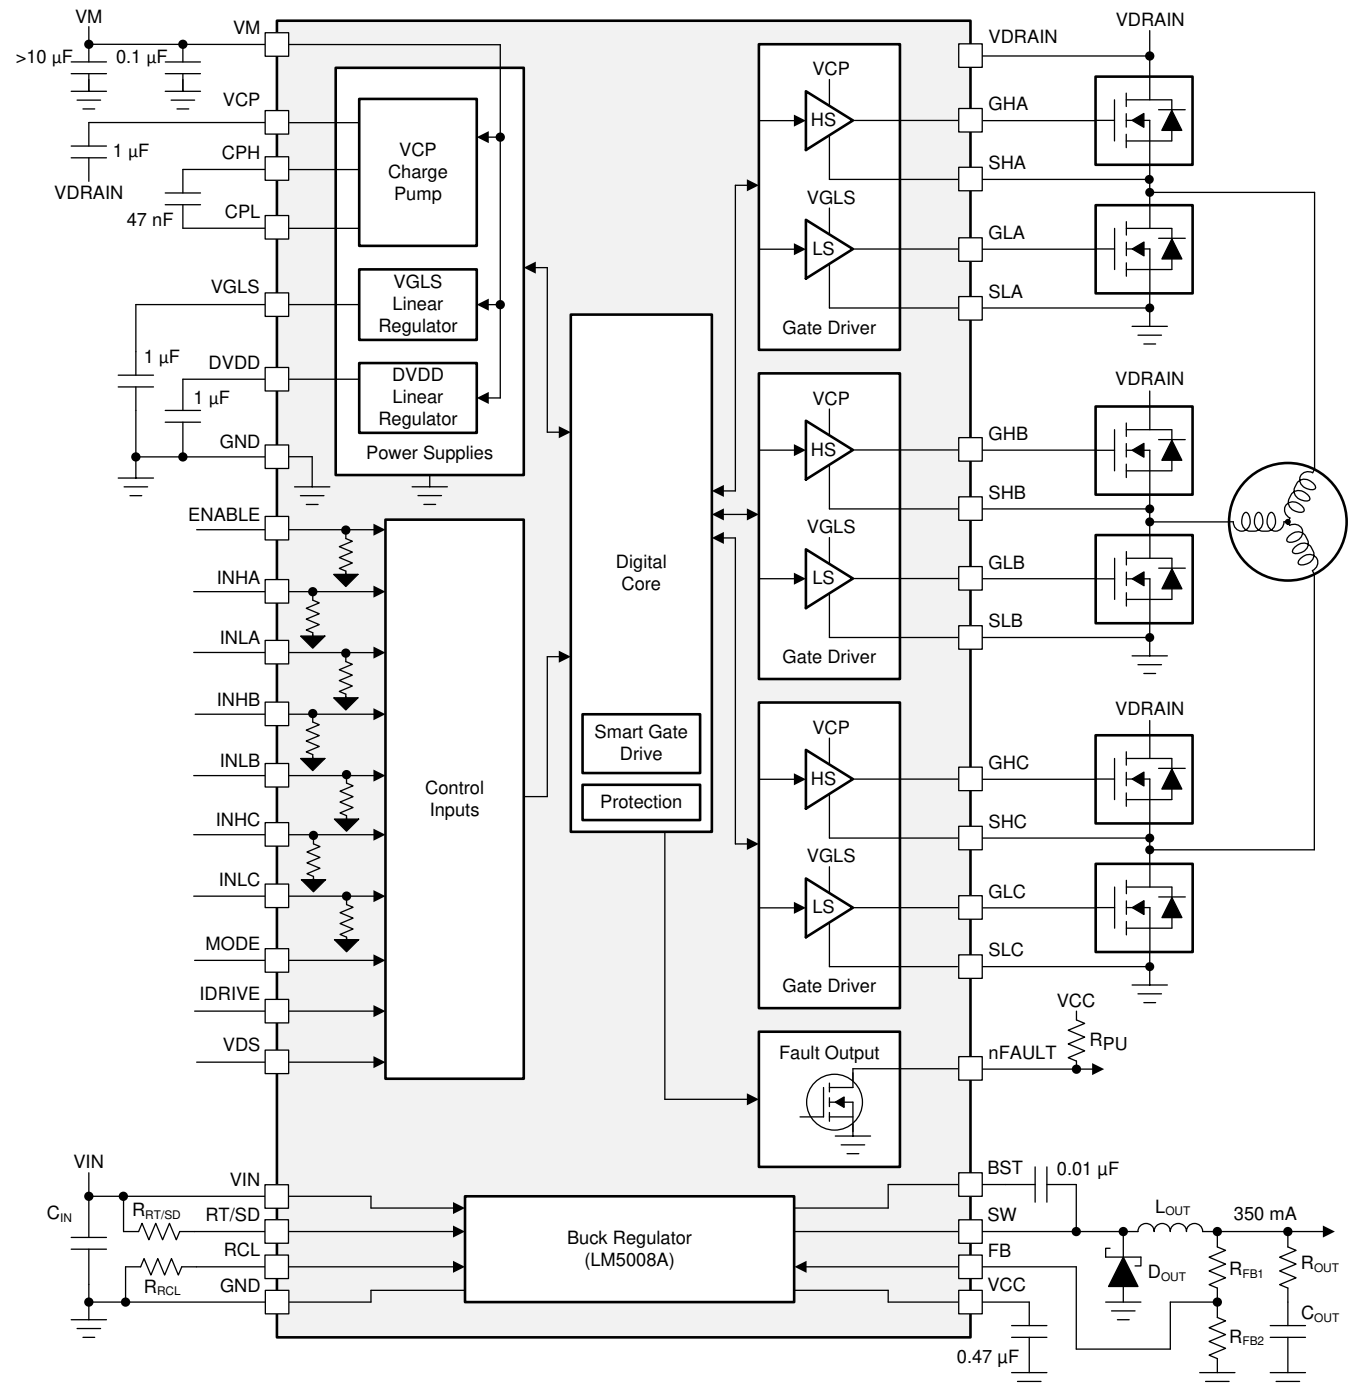 VM
VM
>10 µF
0.1 µF
VCP
1 µF
VDRAIN
CPH
47 nF
CPL
VCP
Charge
Pump
VGLS
1 µF
VGLS
Linear
Regulator
DVDD
1 µF
DVDD
Linear
Regulator
GND
Power Supplies
ENABLE
INHA
INLA
INHB
INLB
INHC
INLC
MODE
IDRIVE
VDS
Control
Inputs
Digital
Core
Smart Gate
Drive
Protection
VCP
HS
VGLS
LS
Gate Driver
VCP
HS
VGLS
LS
Gate Driver
VCP
HS
VGLS
LS
Gate Driver
Fault Output
VDRAIN
VDRAIN
GHA
SHA
GLA
SLA
VDRAIN
GHB
SHB
GLB
SLB
VDRAIN
GHC
SHC
GLC
SLC
VCC
RPU
nFAULT
VIN
VIN
CIN
RRT/SD
RT/SD
RCL
RRCL
GND
Buck Regulator
(LM5008A)
BST
0.01 µF
SW
LOUT
350 mA
FB
DOUT
RFB1
ROUT
VCC
0.47 µF
RFB2
COUT